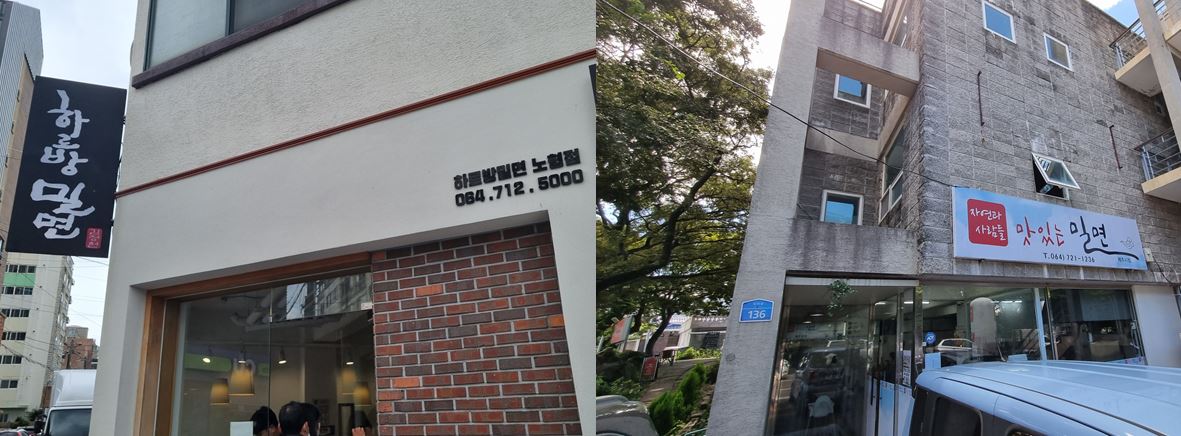 하르방
밀면
하르방밀면 노형점
064.712.5000
자연과
사람들
맛있는 밀면
T.064) 721-1236
136